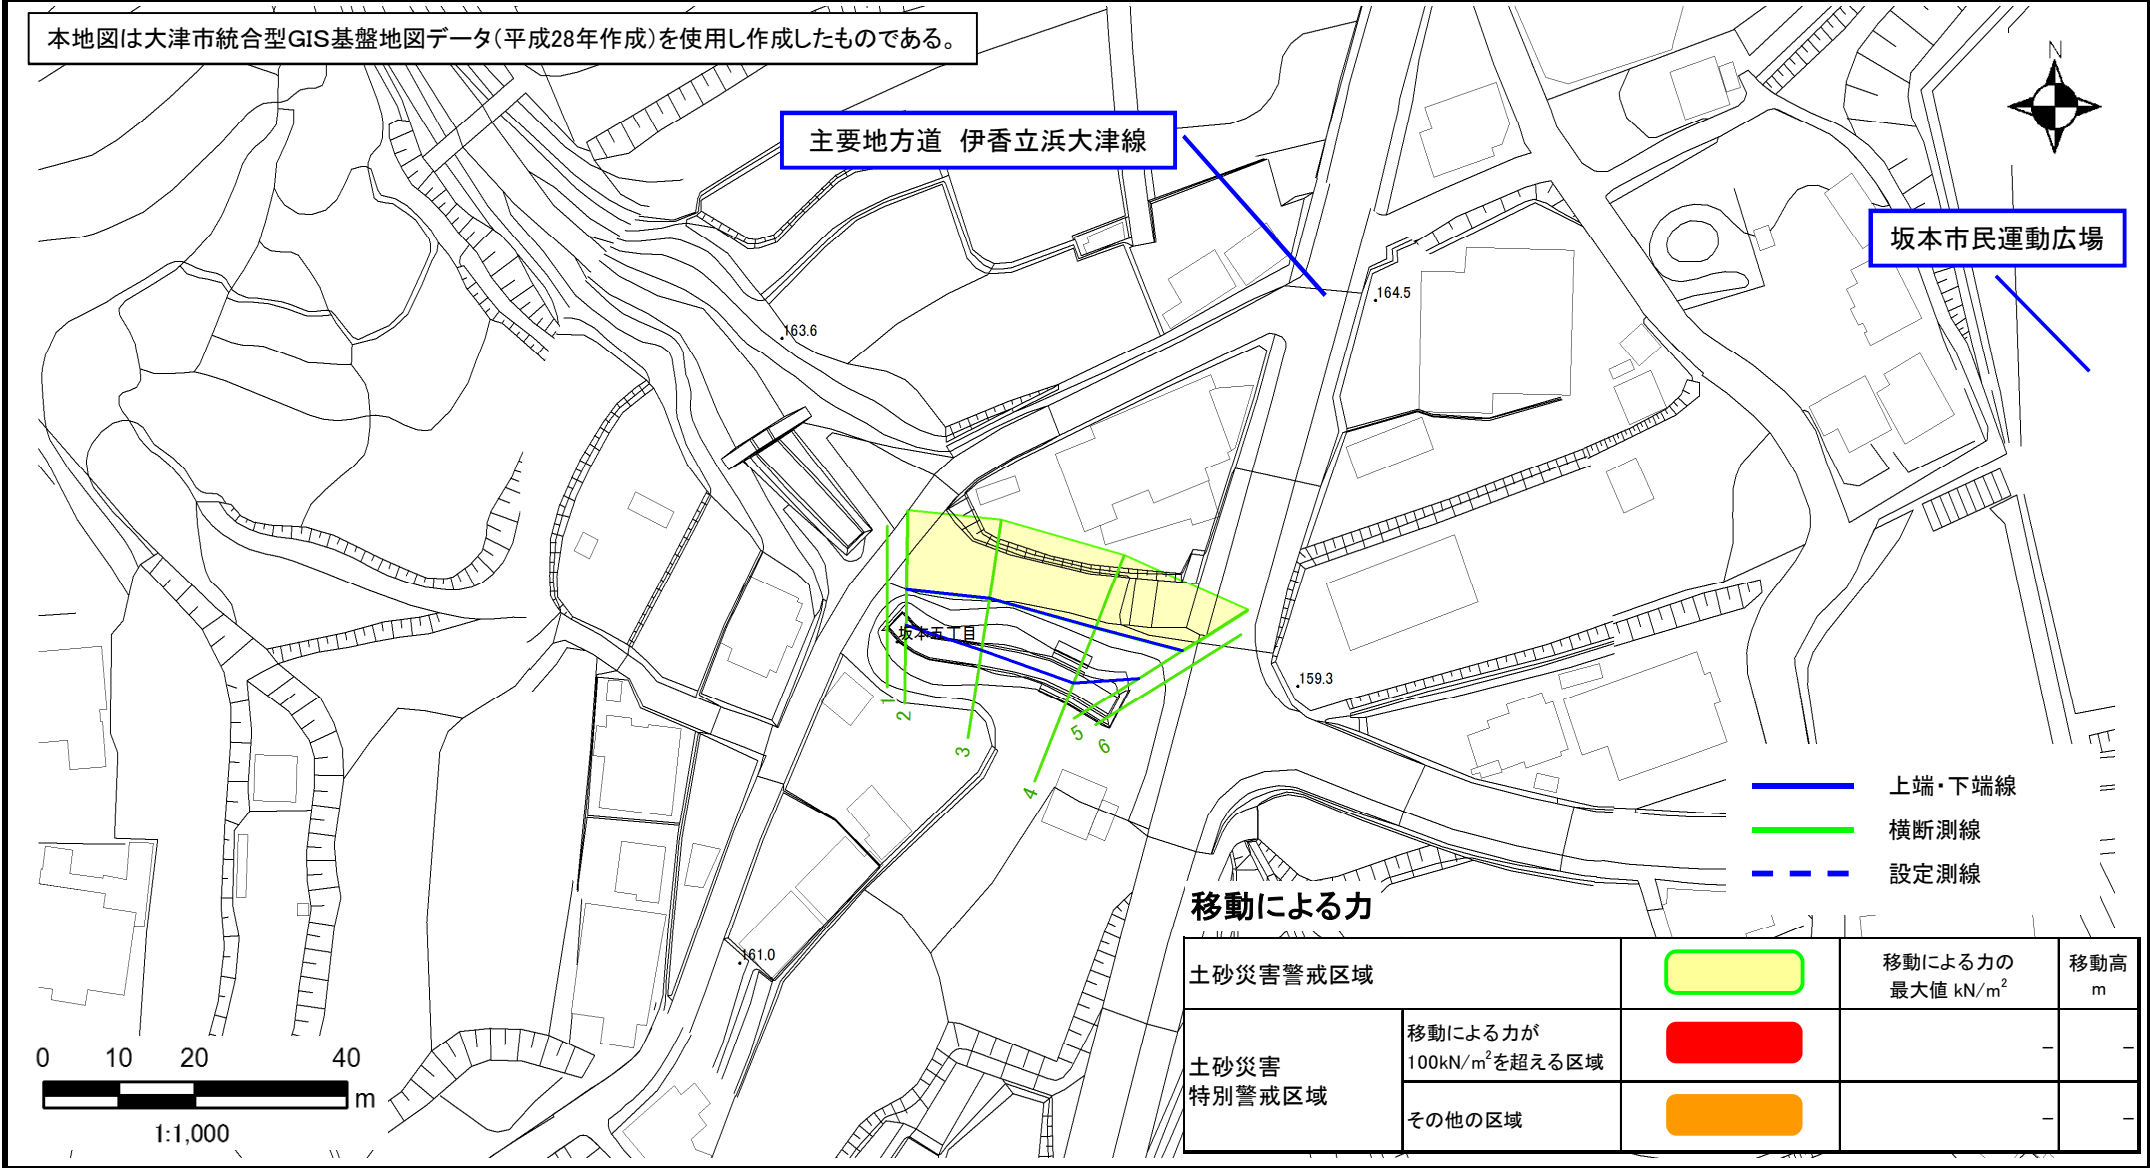 本地図は大津市統合型GIS基盤地図データ(平成28年作成)を使用し作成したものである。
N
主要地方道 伊香立浜大津線
坂本市民運動広場
164.5
163.6
坂本五丁目
159.3
1
2
3
4
5
6
161.0
上端・下端線
横断測線
設定測線
0 10 20 40
m
1:1,000
移動による力
土砂災害警戒区域
移動による力の
最大値 kN/m²
移動高
m
土砂災害
特別警戒区域
移動による力が
100kN/m²を超える区域
- -
その他の区域
- -